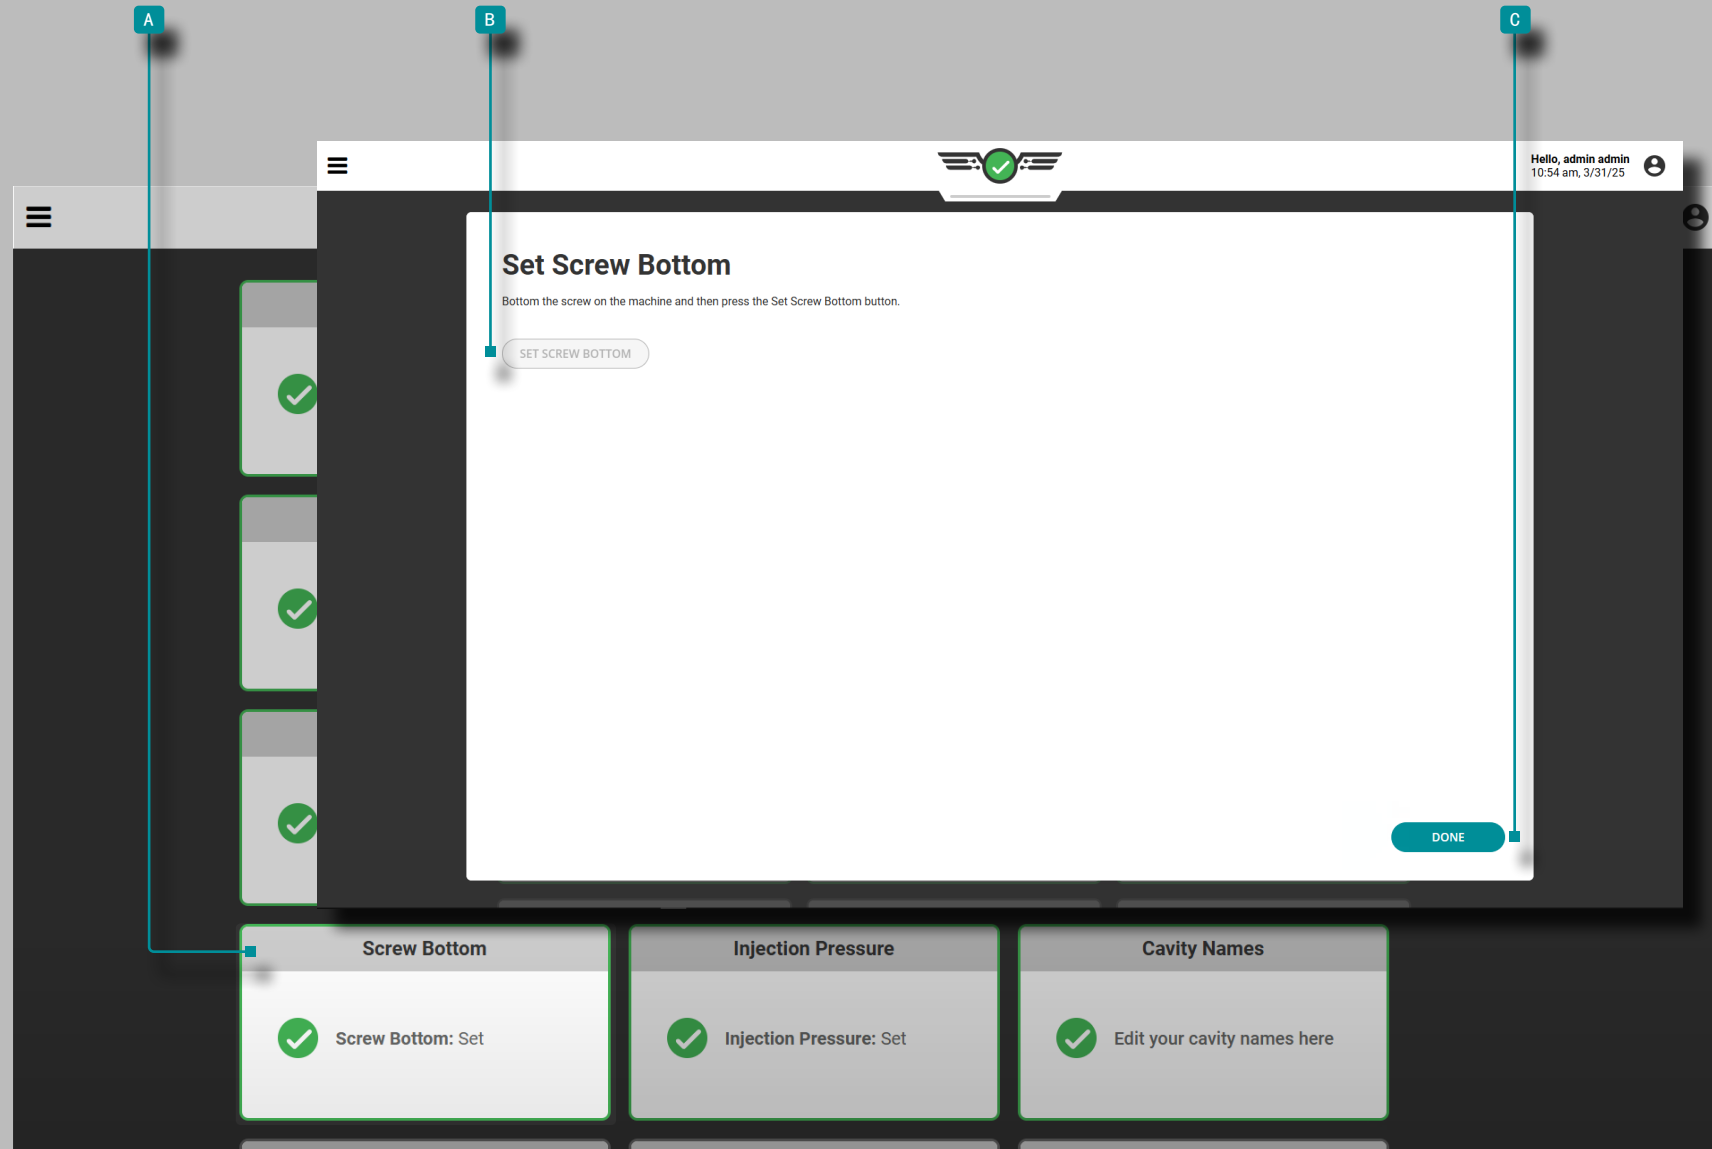 A
B
C
Hello, admin admin
10:54 am, 3/31/25
Set Screw Bottom
Bottom the screw on the machine and then press the Set Screw Bottom button.
SET SCREW BOTTOM
DONE
Screw Bottom
Injection Pressure
Cavity Names
Screw Bottom: Set
Injection Pressure: Set
Edit your cavity names here